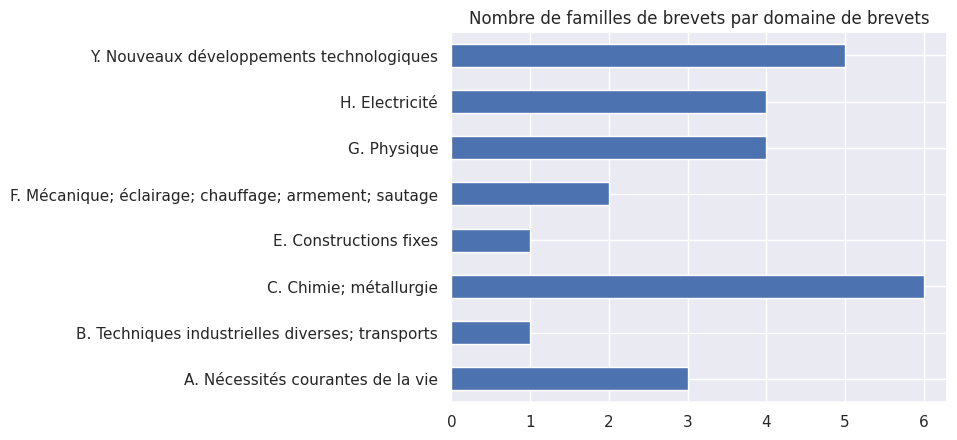 Nombre de familles de brevets par domaine de brevets
Y. Nouveaux développements technologiques
H. Electricité
G. Physique
F. Mécanique; éclairage; chauffage; armement; sautage
E. Constructions fixes
C. Chimie; métallurgie
B. Techniques industrielles diverses; transports
A. Nécessités courantes de la vie
0 1 2 3 4 5 6